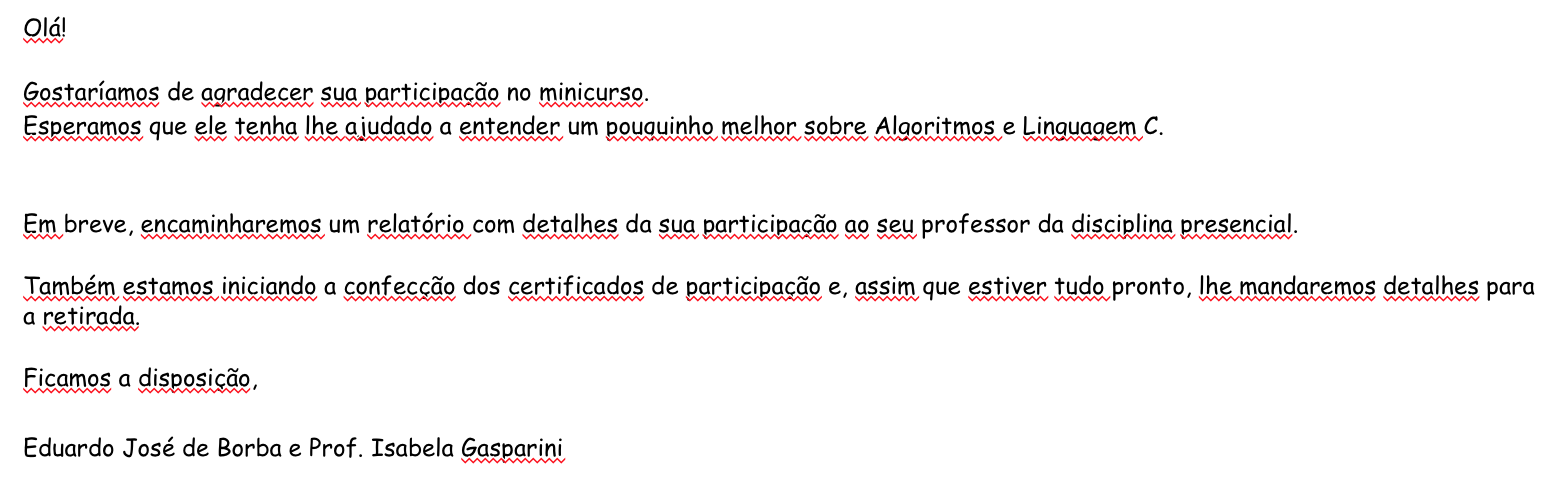 Olá!
Gostaríamos de agradecer sua participação no minicurso.
Esperamos que ele tenha lhe ajudado a entender um pouquinho melhor sobre Algoritmos e Linguagem C.
Em breve, encaminharemos um relatório com detalhes da sua participação ao seu professor da disciplina presencial.
Também estamos iniciando a confecção dos certificados de participação e, assim que estiver tudo pronto, lhe mandaremos detalhes para
a retirada.
Ficamos a disposição,
Eduardo José de Borba e Prof. Isabela Gasparini